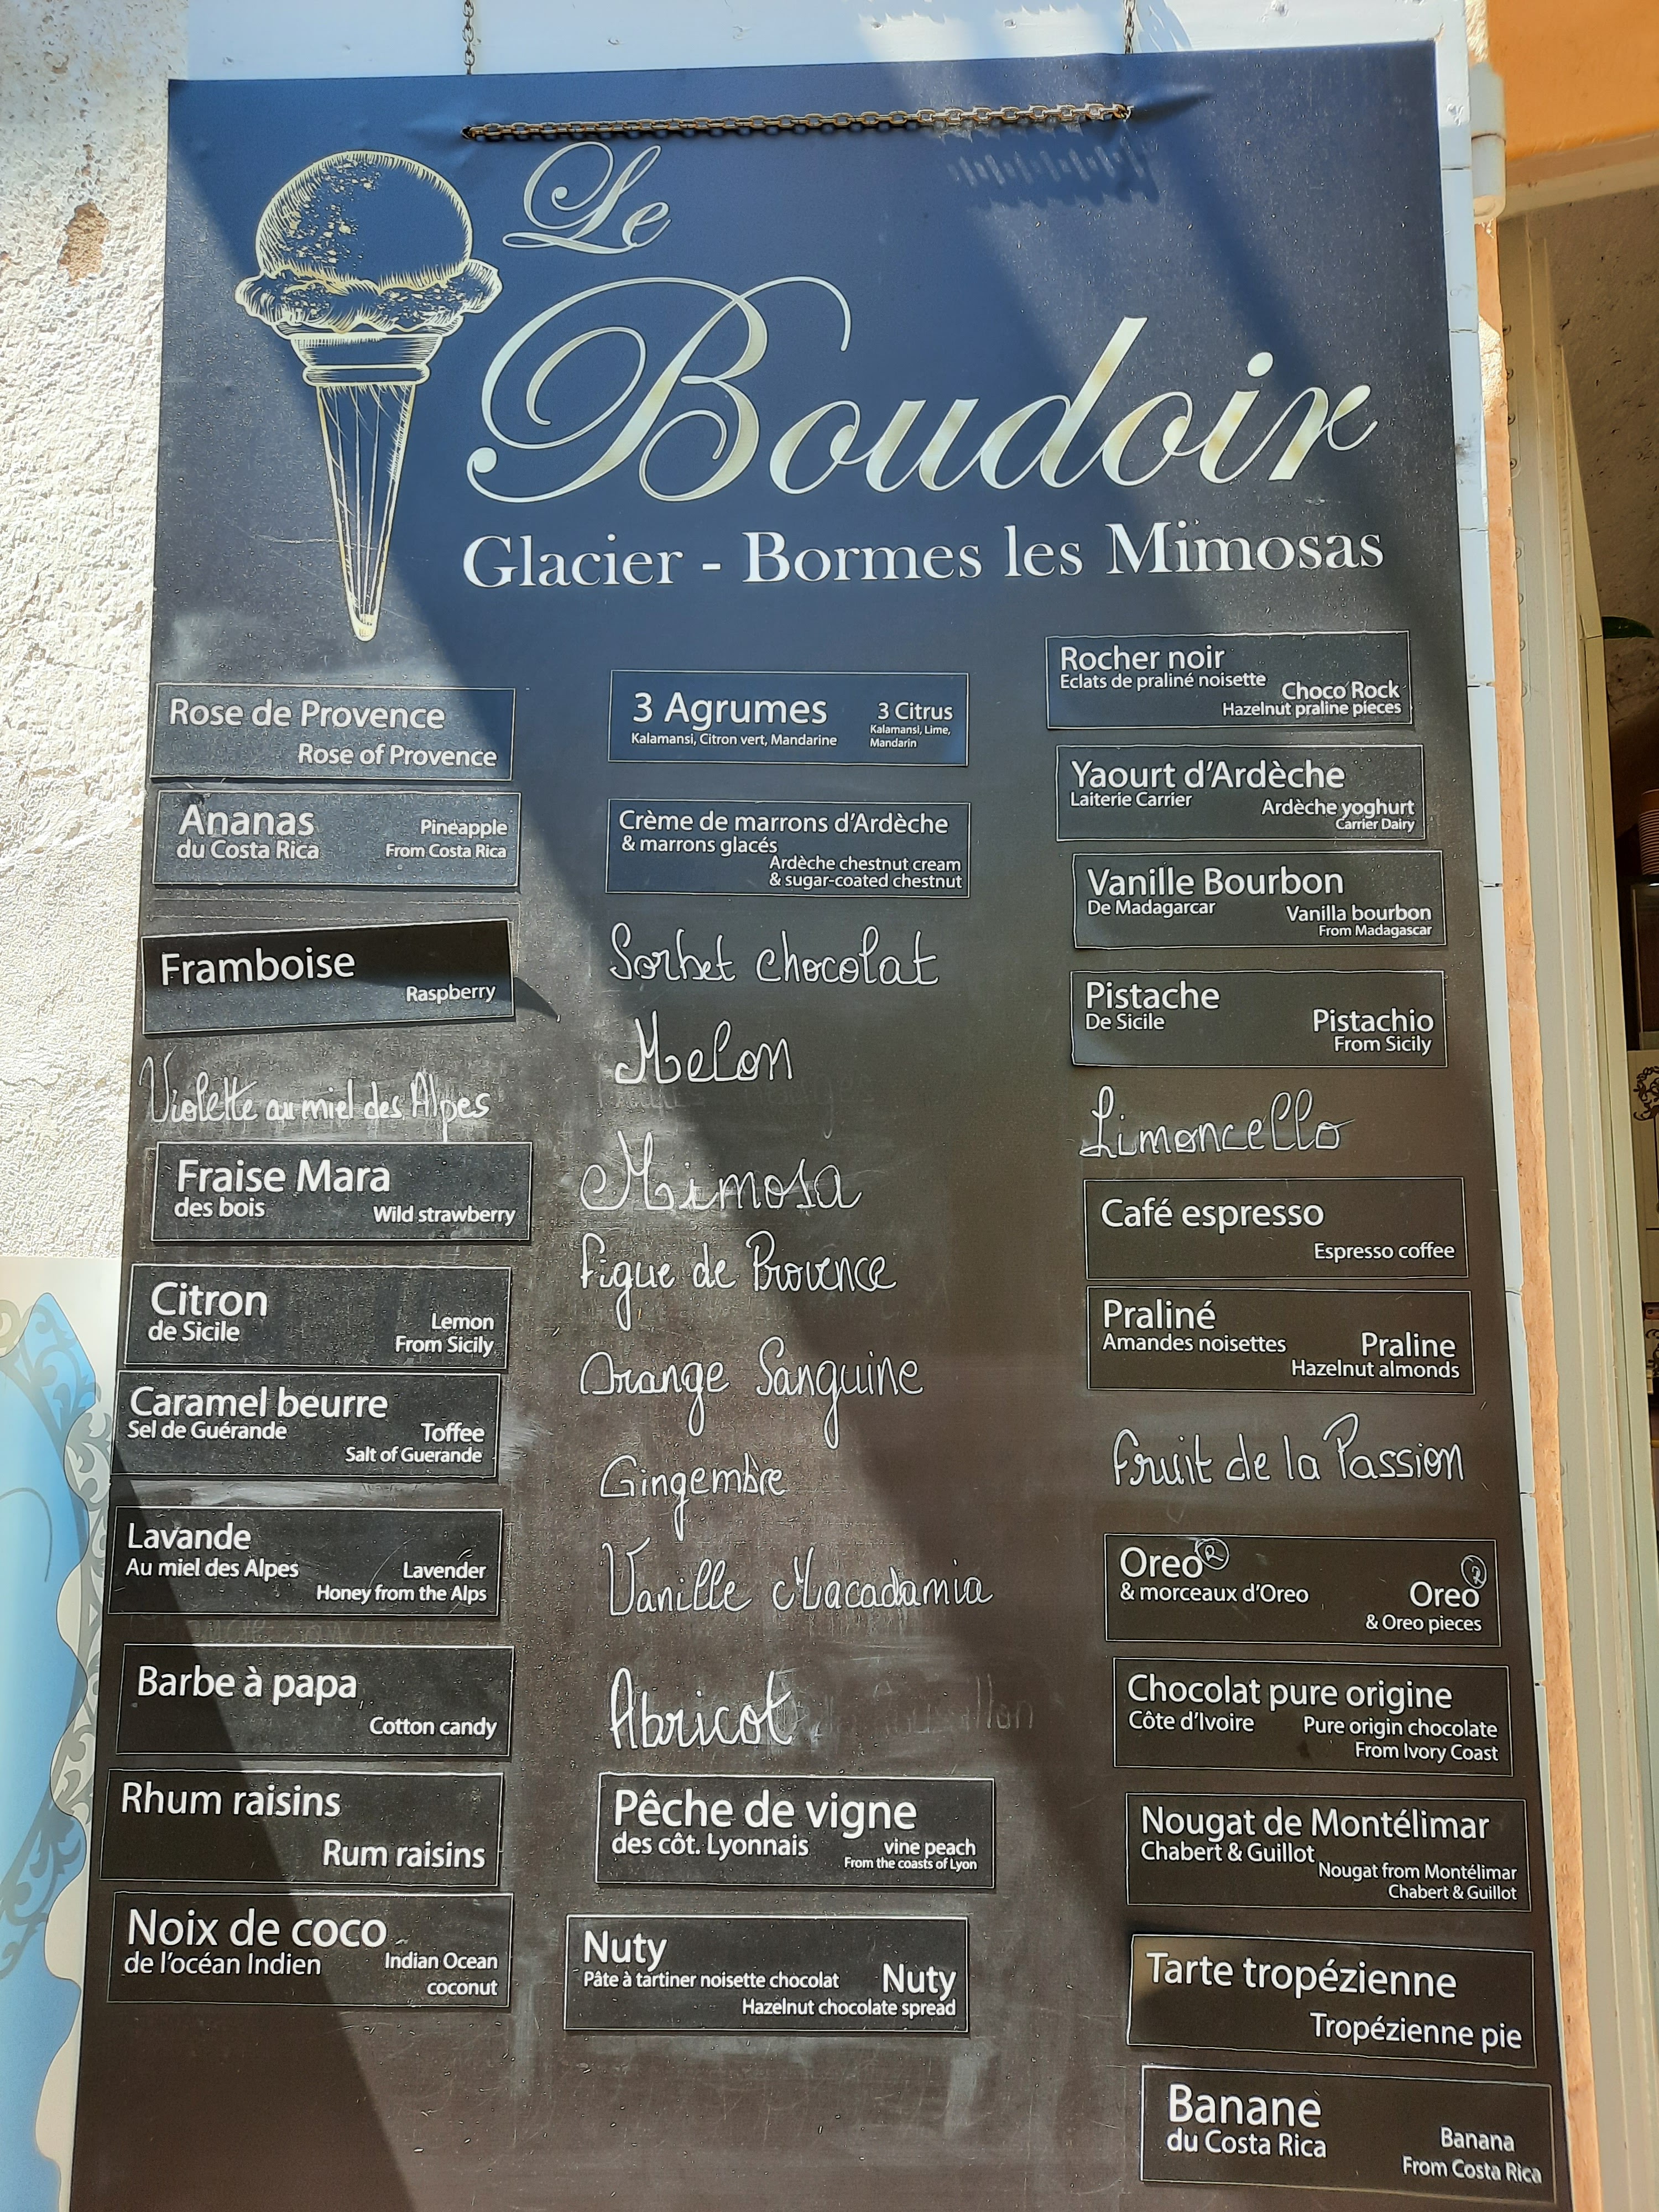 Le
Boudoir
Glacier - Bormes les Mimosas
Rose de Provence
Rose of Provence
Ananas
du Costa Rica
Pineapple
From Costa Rica
Framboise
Raspberry
Violette au miel des Alpes
Fraise Mara
des bois
Wild strawberry
Citron
de Sicile
Lemon
From Sicily
Caramel beurre
Sel de Guérande
Toffee
Salt of Guerande
Lavande
Au miel des Alpes
Lavender
Honey from the Alps
Barbe à papa
Cotton candy
Rhum raisins
Rum raisins
Noix de coco
de l'océan Indien
Indian Ocean
coconut
3 Agrumes
Kalamansi, Citron vert, Mandarine
3 Citrus
Kalamansi, Lime,
Mandarin
Crème de marrons d'Ardèche
& marrons glacés
Ardèche chestnut cream
& sugar-coated chestnut
Sorbet chocolat
Melon
Mimosa
Figue de Provence
Orange Sanguine
Gingembre
Vanille Macadamia
Abricot
Pêche de vigne
des côt. Lyonnais
vine peach
From the coasts of Lyon
Nuty
Pâte à tartiner noisette chocolat
Nuty
Hazelnut chocolate spread
Rocher noir
Eclats de praliné noisette
Choco Rock
Hazelnut praline pieces
Yaourt d'Ardèche
Laiterie Carrier
Ardèche yoghurt
Carrier Dairy
Vanille Bourbon
De Madagarcar
Vanilla bourbon
From Madagascar
Pistache
De Sicile
Pistachio
From Sicily
Limoncello
Café espresso
Espresso coffee
Praliné
Amandes noisettes
Praline
Hazelnut almonds
Fruit de la Passion
Oreo ®
& morceaux d'Oreo
Oreo ®
& Oreo pieces
Chocolat pure origine
Côte d'Ivoire
Pure origin chocolate
From Ivory Coast
Nougat de Montélimar
Chabert & Guillot
Nougat from Montélimar
Chabert & Guillot
Tarte tropézienne
Tropézienne pie
Banane
du Costa Rica
Banana
From Costa Rica